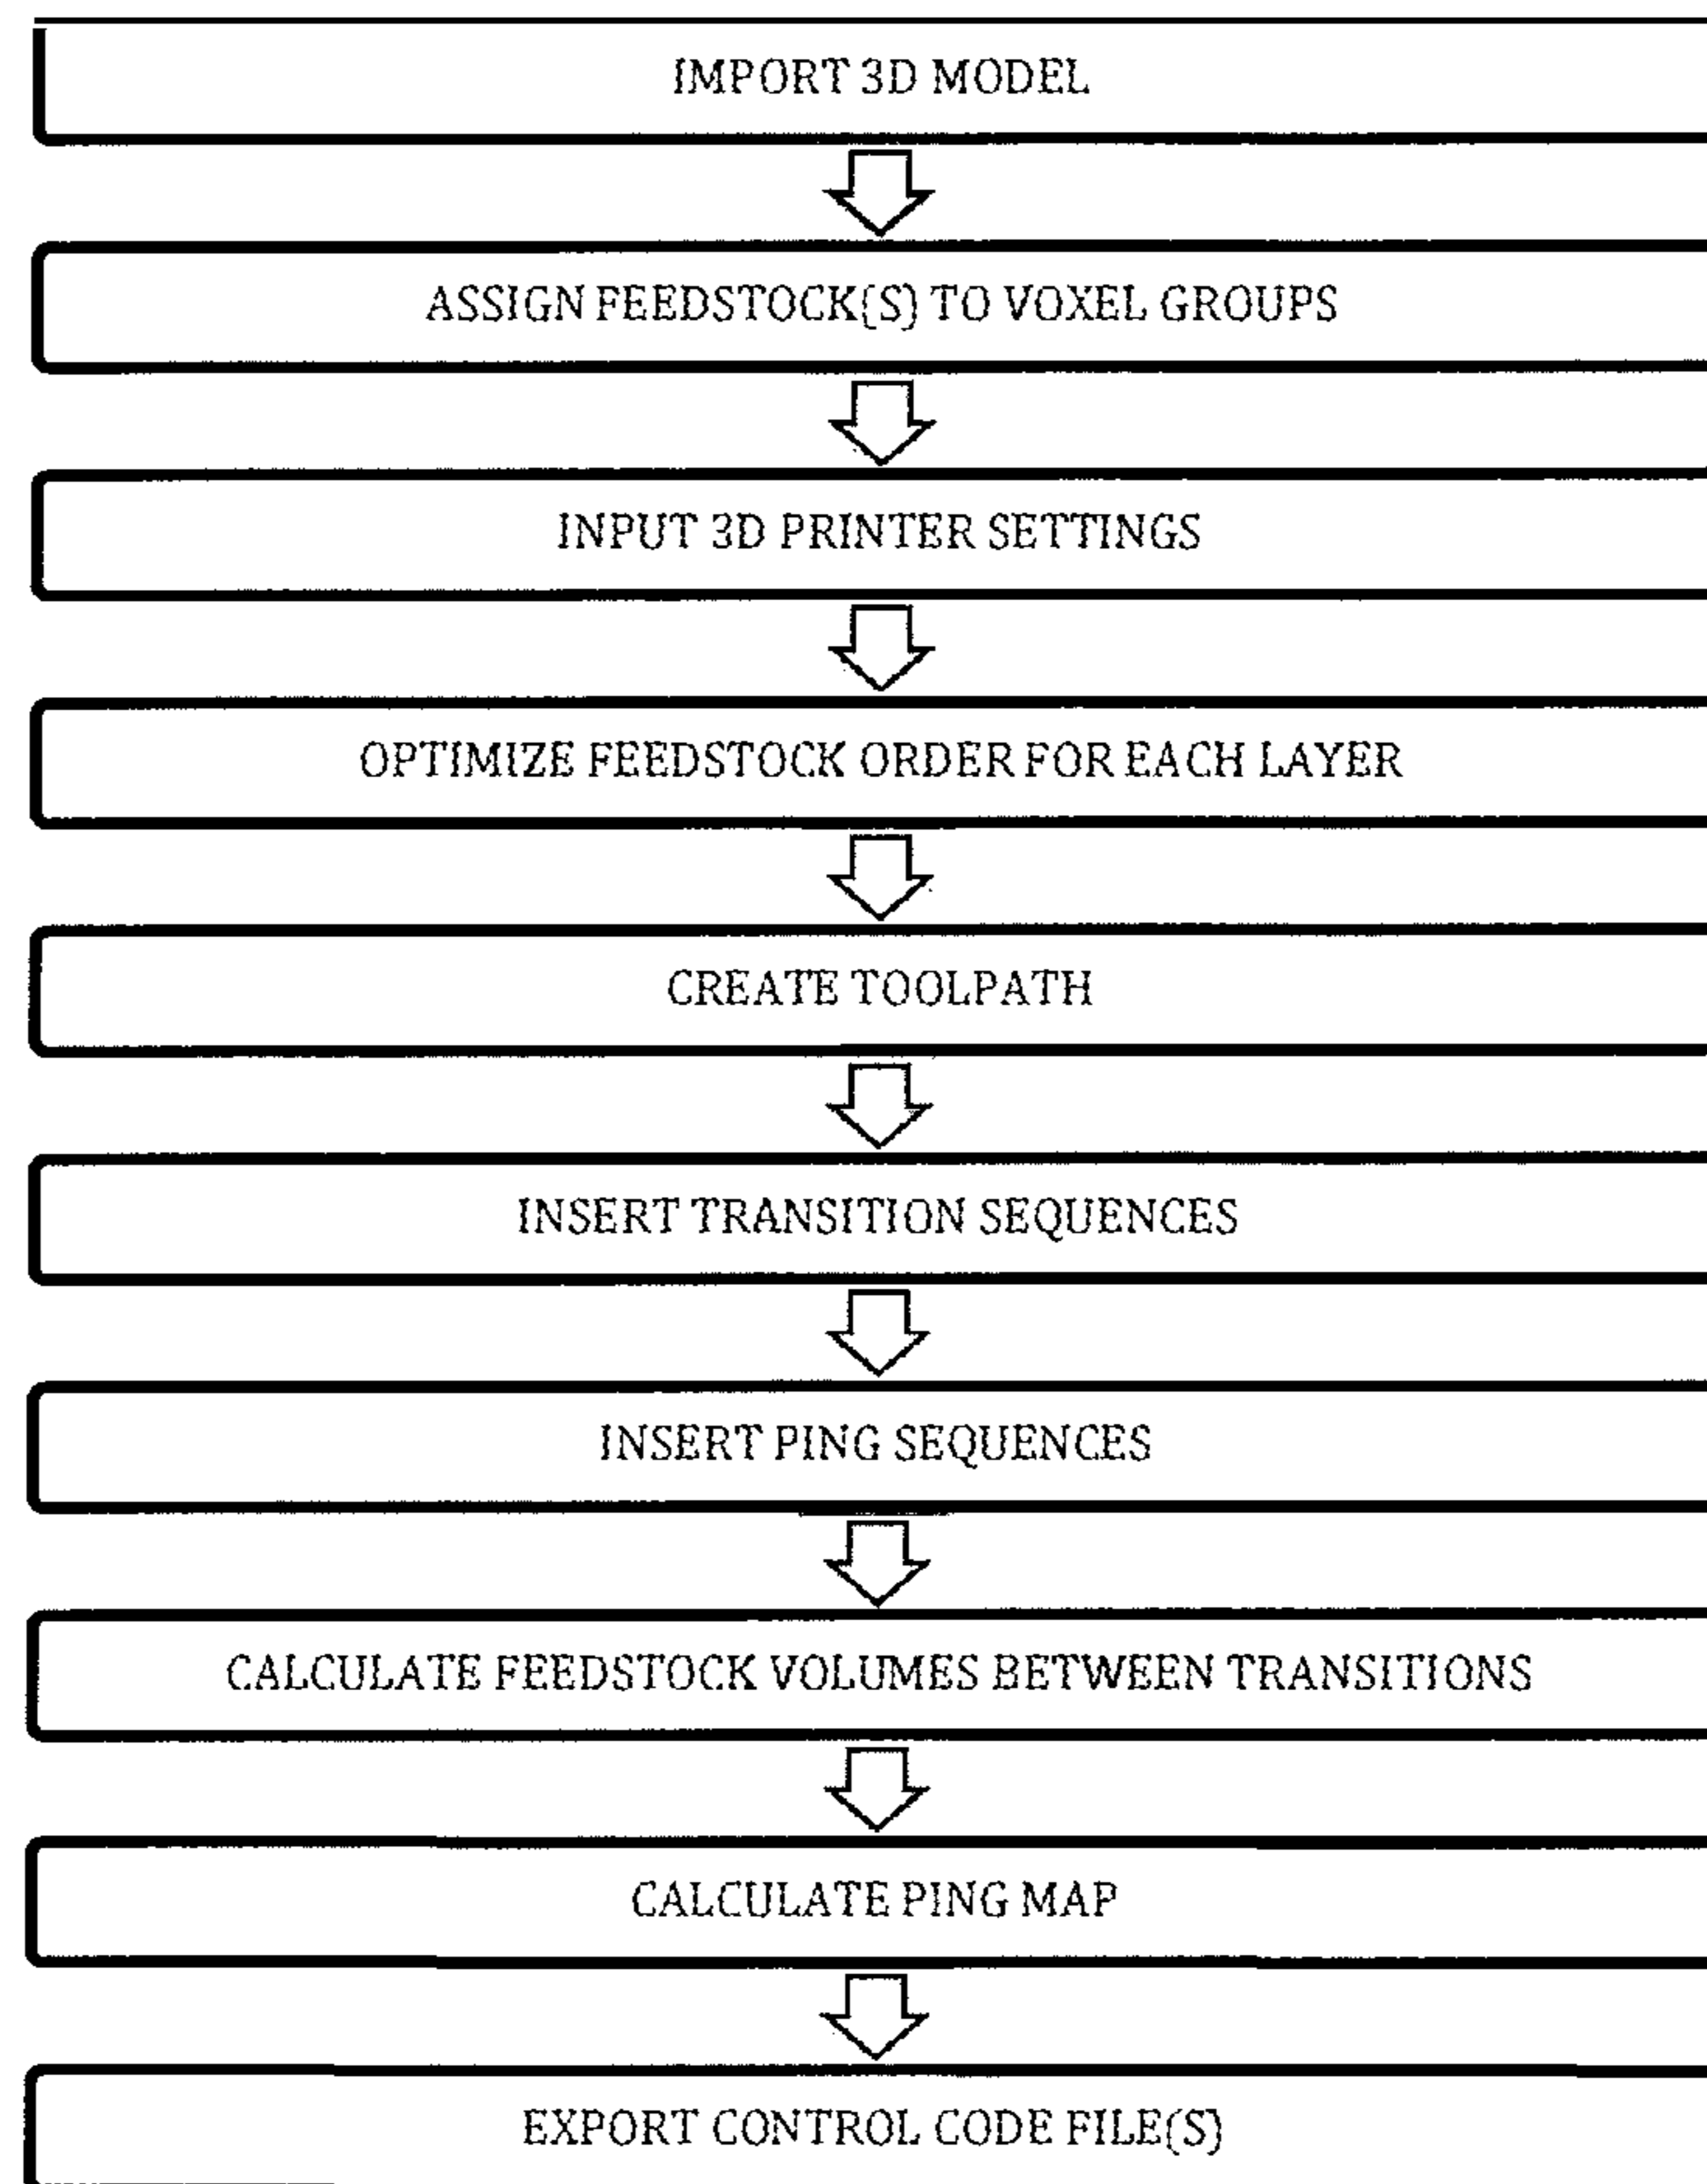 IMPORT 3D MODEL
ASSIGN FEEDSTOCK(S) TO VOXEL GROUPS
INPUT 3D PRINTER SETTINGS
OPTIMIZE FEEDSTOCK ORDER FOR EACH LAYER
CREATE TOOLPATH
INSERT TRANSITION SEQUENCES
INSERT PING SEQUENCES
CALCULATE FEEDSTOCK VOLUMES BETWEEN TRANSITIONS
CALCULATE PING MAP
EXPORT CONTROL CODE FILE(S)